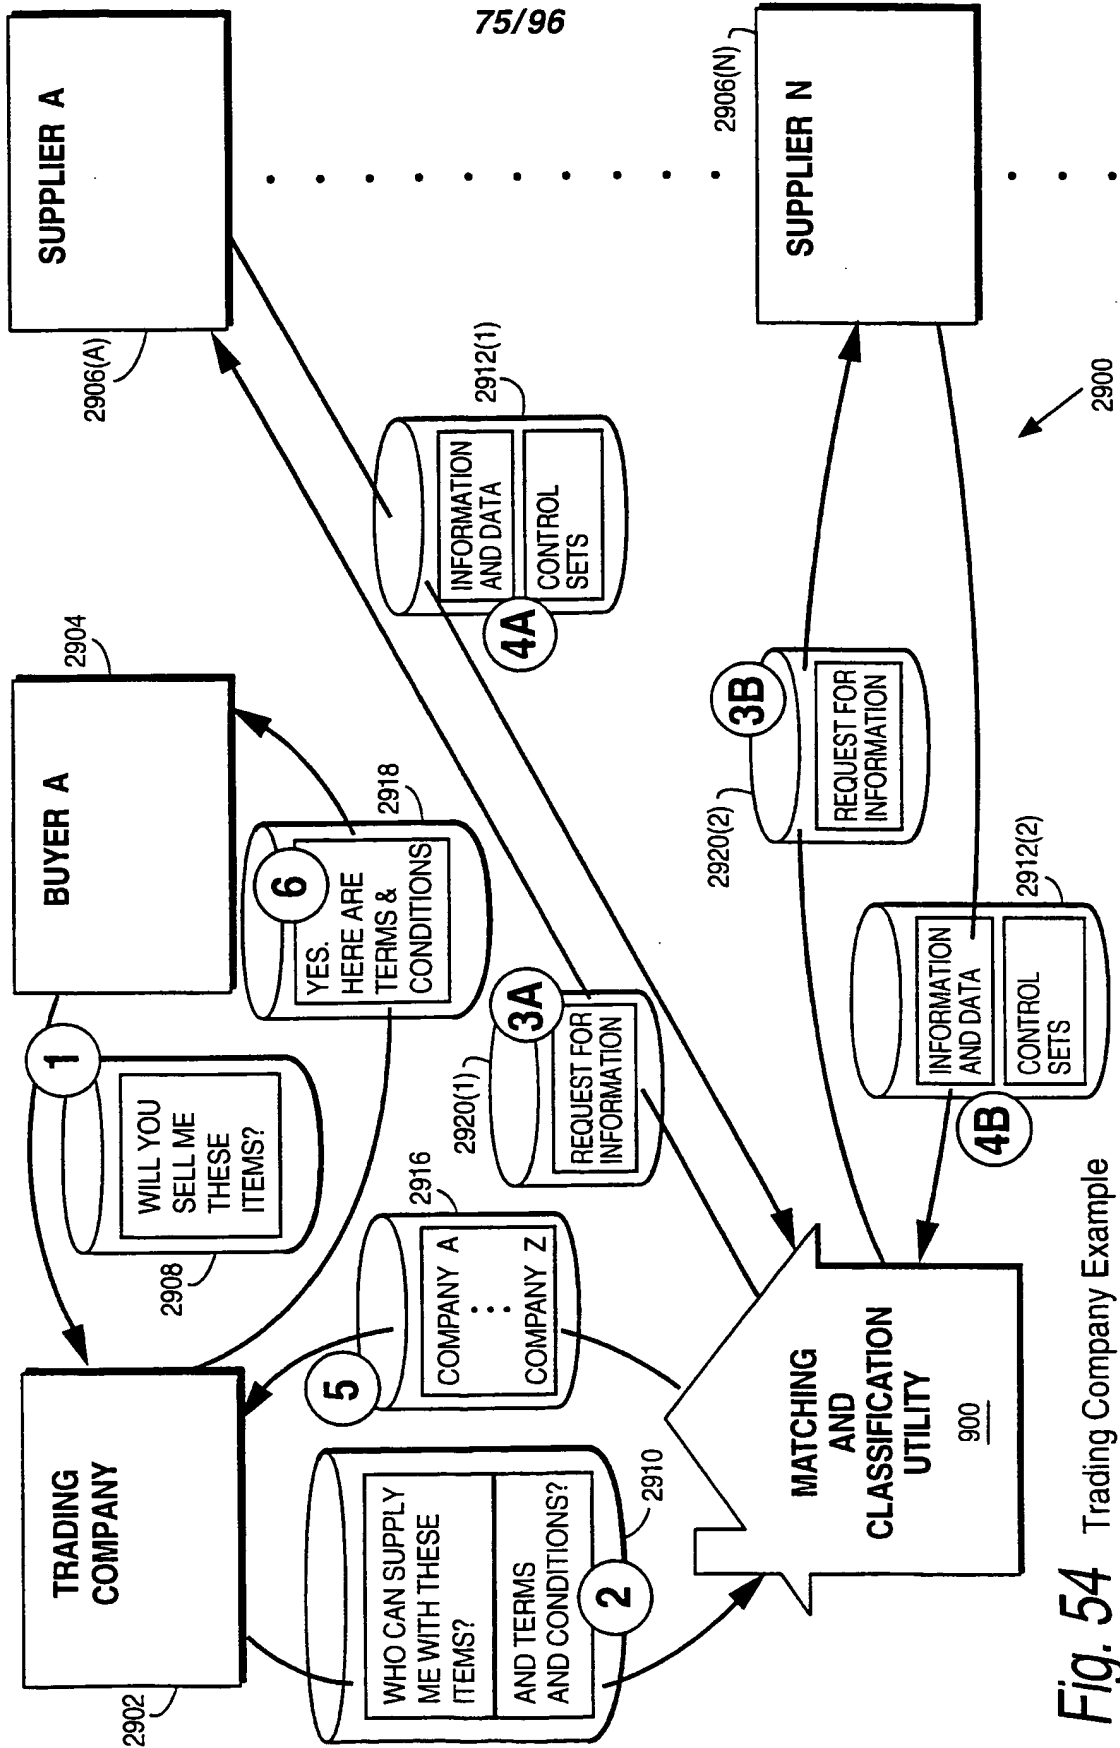 75/96
TRADING
COMPANY
2902
BUYER A
2904
SUPPLIER A
2906(A)
1
WILL YOU
SELL ME
THESE
ITEMS?
2908
6
YES.
HERE ARE
TERMS &
CONDITIONS
2918
5
COMPANY A
COMPANY Z
2916
WHO CAN SUPPLY
ME WITH THESE
ITEMS?
AND TERMS
AND CONDITIONS?
2
2910
3A
REQUEST FOR
INFORMATION
2920(1)
4A
INFORMATION
AND DATA
CONTROL
SETS
2912(1)
MATCHING
AND
CLASSIFICATION
UTILITY
900
3B
REQUEST FOR
INFORMATION
2920(2)
4B
INFORMATION
AND DATA
CONTROL
SETS
2912(2)
SUPPLIER N
2906(N)
2900
Fig. 54 Trading Company Example